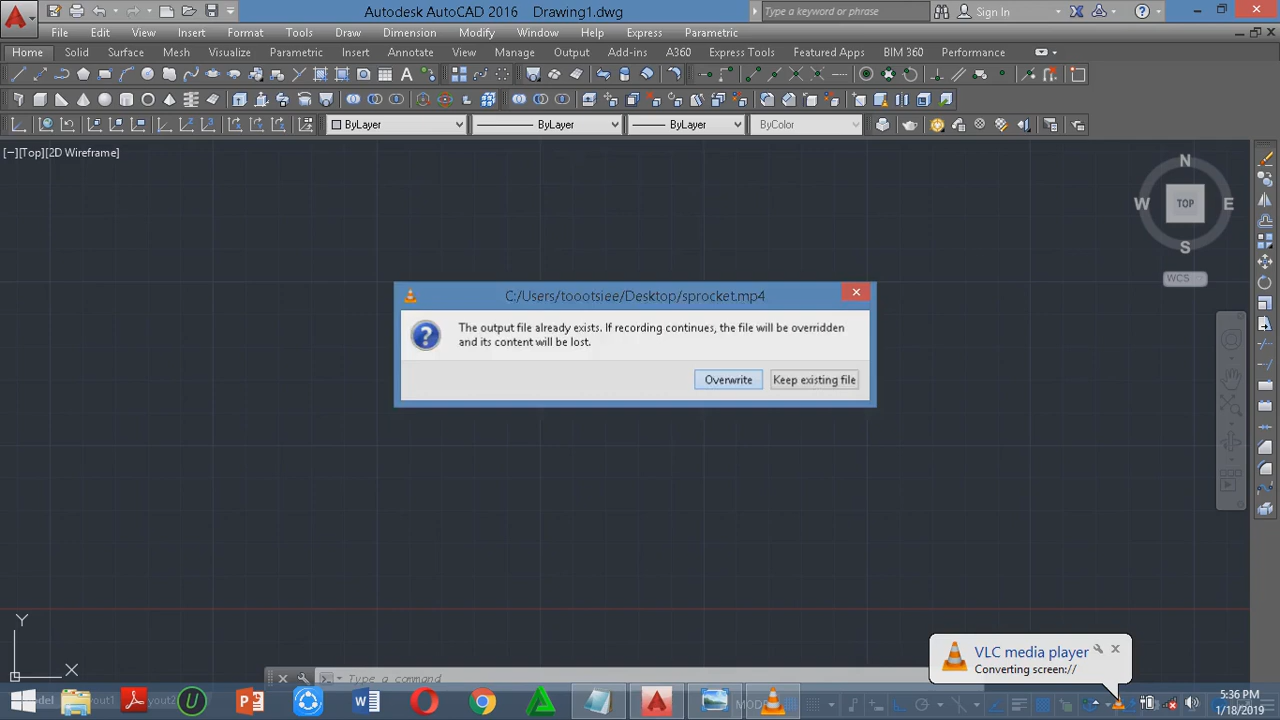 Autodesk AutoCAD 2016 Drawing1.dwg
Type a keyword or phrase
Sign In
File Edit View Insert Format Tools Draw Dimension Modify Window Help Express Parametric
Home Solid Surface Mesh Visualize Parametric Insert Annotate View Manage Output Add-ins A360 Express Tools Featured Apps BIM 360 Performance
ByLayer ByLayer ByLayer ByColor
[−][Top][2D Wireframe]
N
W TOP E
S
WCS
C:/Users/toootsiee/Desktop/sprocket.mp4
The output file already exists. If recording continues, the file will be overridden
and its content will be lost.
Overwrite Keep existing file
Y
X
VLC media player
Converting screen://
Type a command
5:36 PM
1/18/2019